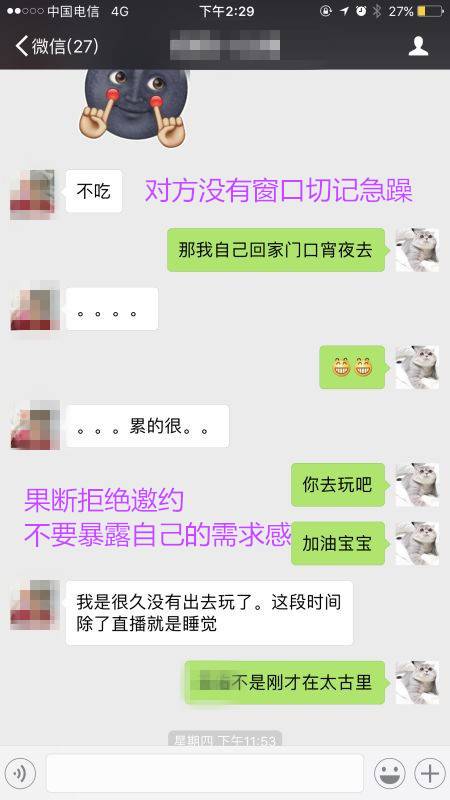 中国电信 4G 下午2:29 27%
微信(27)
不吃
对方没有窗口切记急躁
那我自己回家门口宵夜去
。。。。
。。。累的很。。
你去玩吧
果断拒绝邀约
不要暴露自己的需求感
加油宝宝
我是很久没有出去玩了。这段时间
除了直播就是睡觉
不是刚才在太古里
星期四 下午11:53